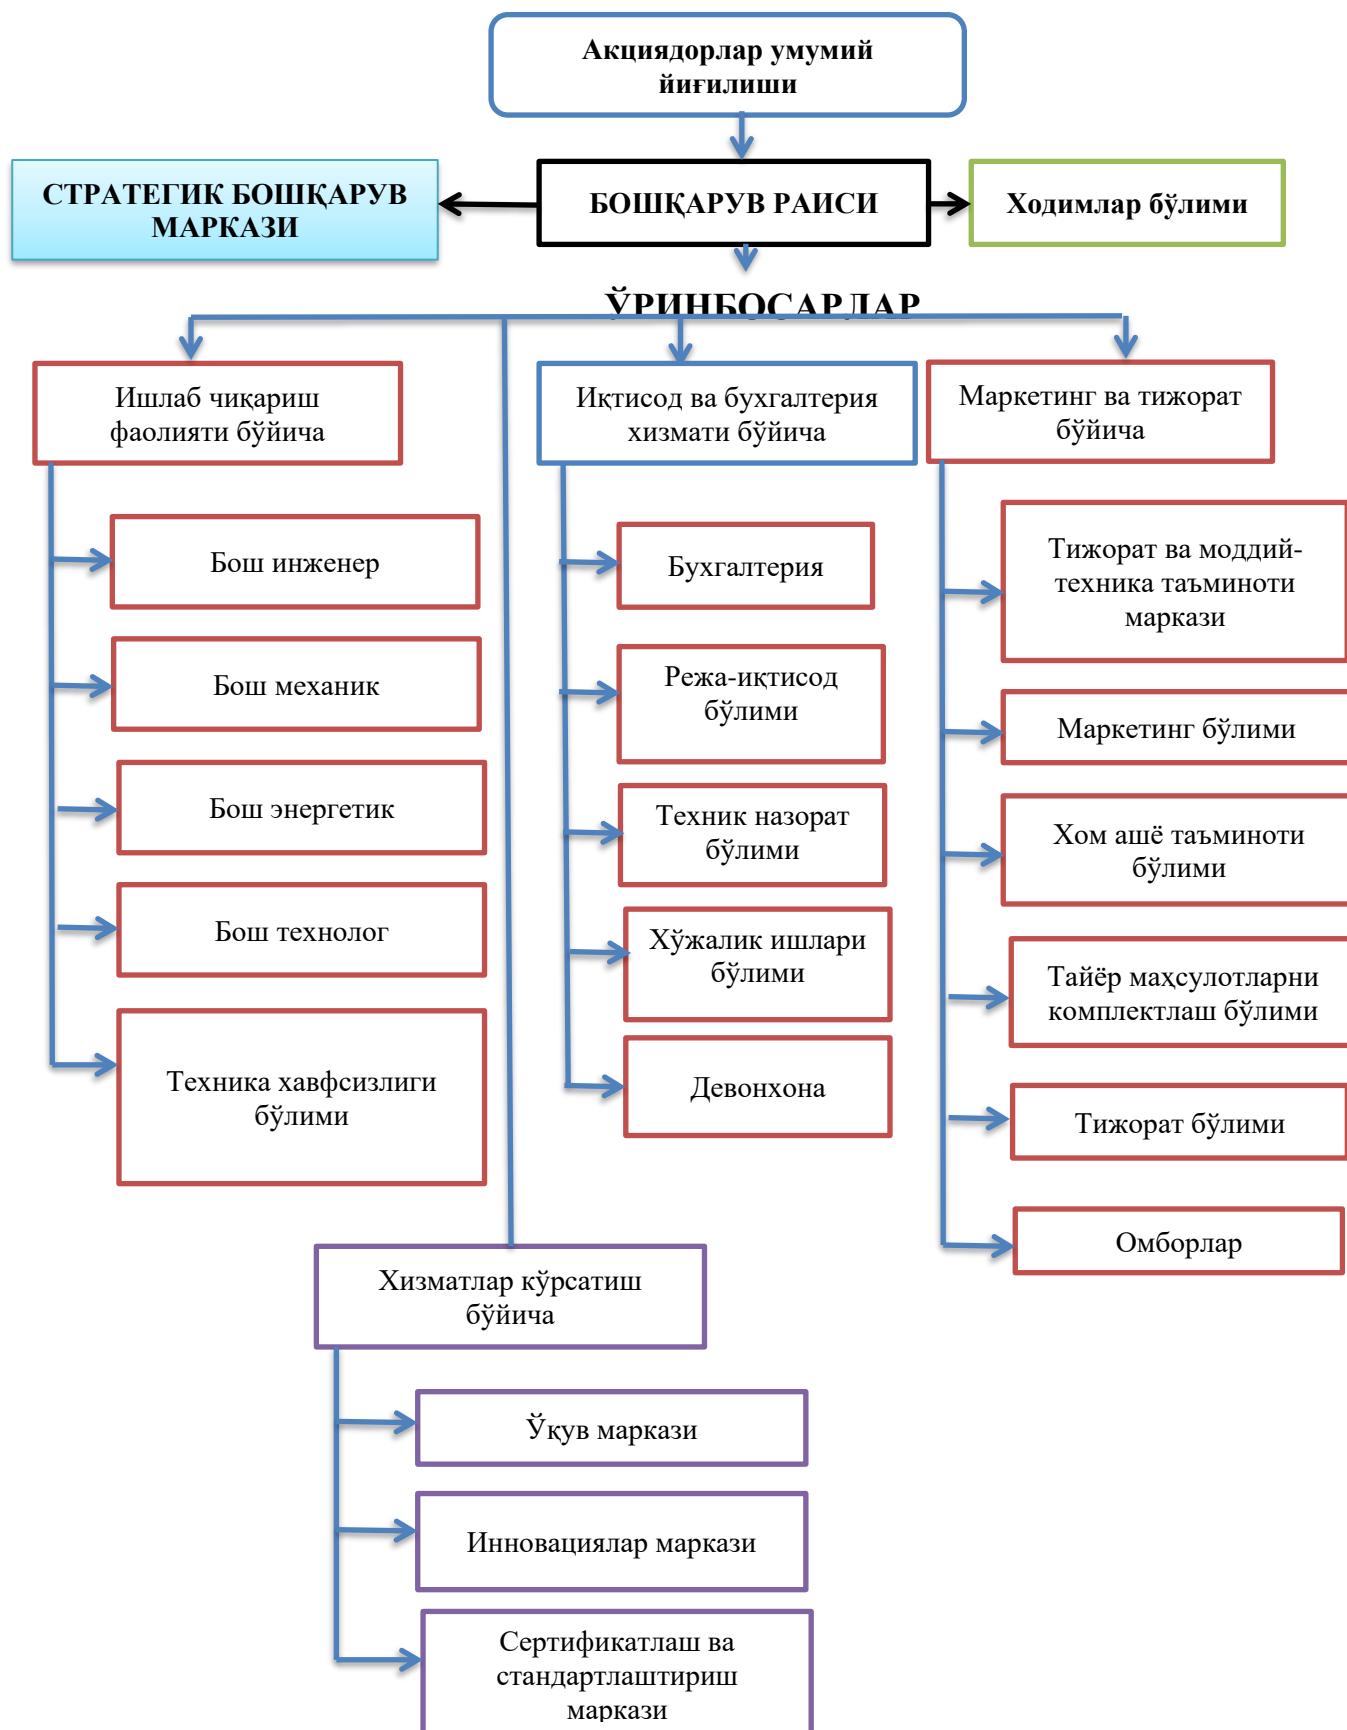 Акциядорлар умумий
йиғилиши
СТРАТЕГИК БОШҚАРУВ
МАРКАЗИ
БОШҚАРУВ РАИСИ
Ходимлар бўлими
ЎРИНБОСАРЛАР
Ишлаб чиқариш
фаолияти бўйича
Бош инженер
Бош механик
Бош энергетик
Бош технолог
Техника хавфсизлиги
бўлими
Иқтисод ва бухгалтерия
хизмати бўйича
Бухгалтерия
Режа-иқтисод
бўлими
Техник назорат
бўлими
Хўжалик ишлари
бўлими
Девонхона
Маркетинг ва тижорат
бўйича
Тижорат ва моддий-
техника таъминоти
маркази
Маркетинг бўлими
Хом ашё таъминоти
бўлими
Тайёр маҳсулотларни
комплектлаш бўлими
Тижорат бўлими
Омборлар
Хизматлар кўрсатиш
бўйича
Ўқув маркази
Инновациялар маркази
Сертификатлаш ва
стандартлаштириш
маркази